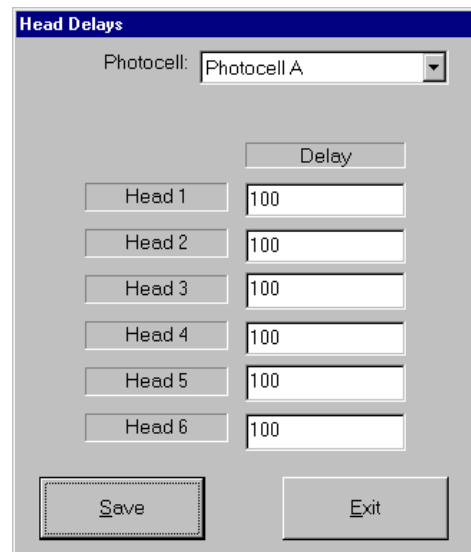 Head Delays
Photocell: Photocell A
Delay
Head 1 100
Head 2 100
Head 3 100
Head 4 100
Head 5 100
Head 6 100
Save Exit